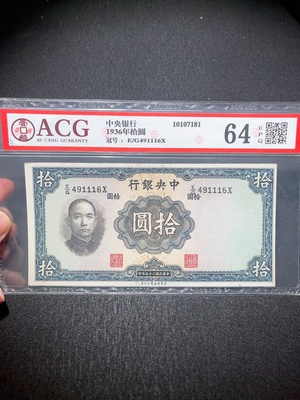 ACG
AI LANG GUARANTY
中央银行
1936年拾圆
冠号：E/G491116X
10107181
64
EPQ
拾
行銀央中
拾
E/G 491116X
E/G 491116X
圓拾
圓拾
拾
拾